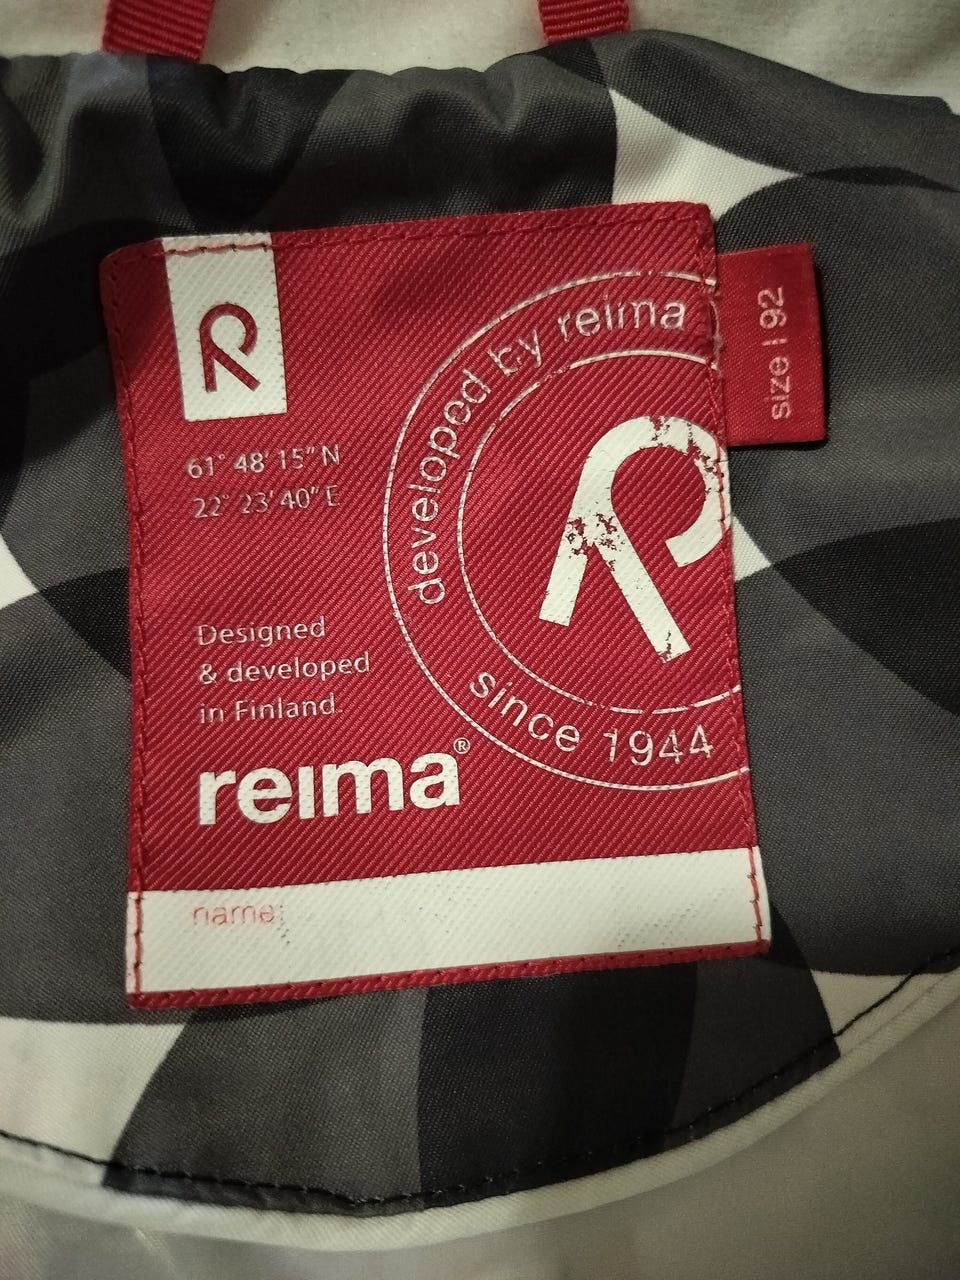 61° 48' 15" N
22° 23' 40" E
Designed
& developed
in Finland.
reima®
developed by reima
since 1944
size | 92
name: